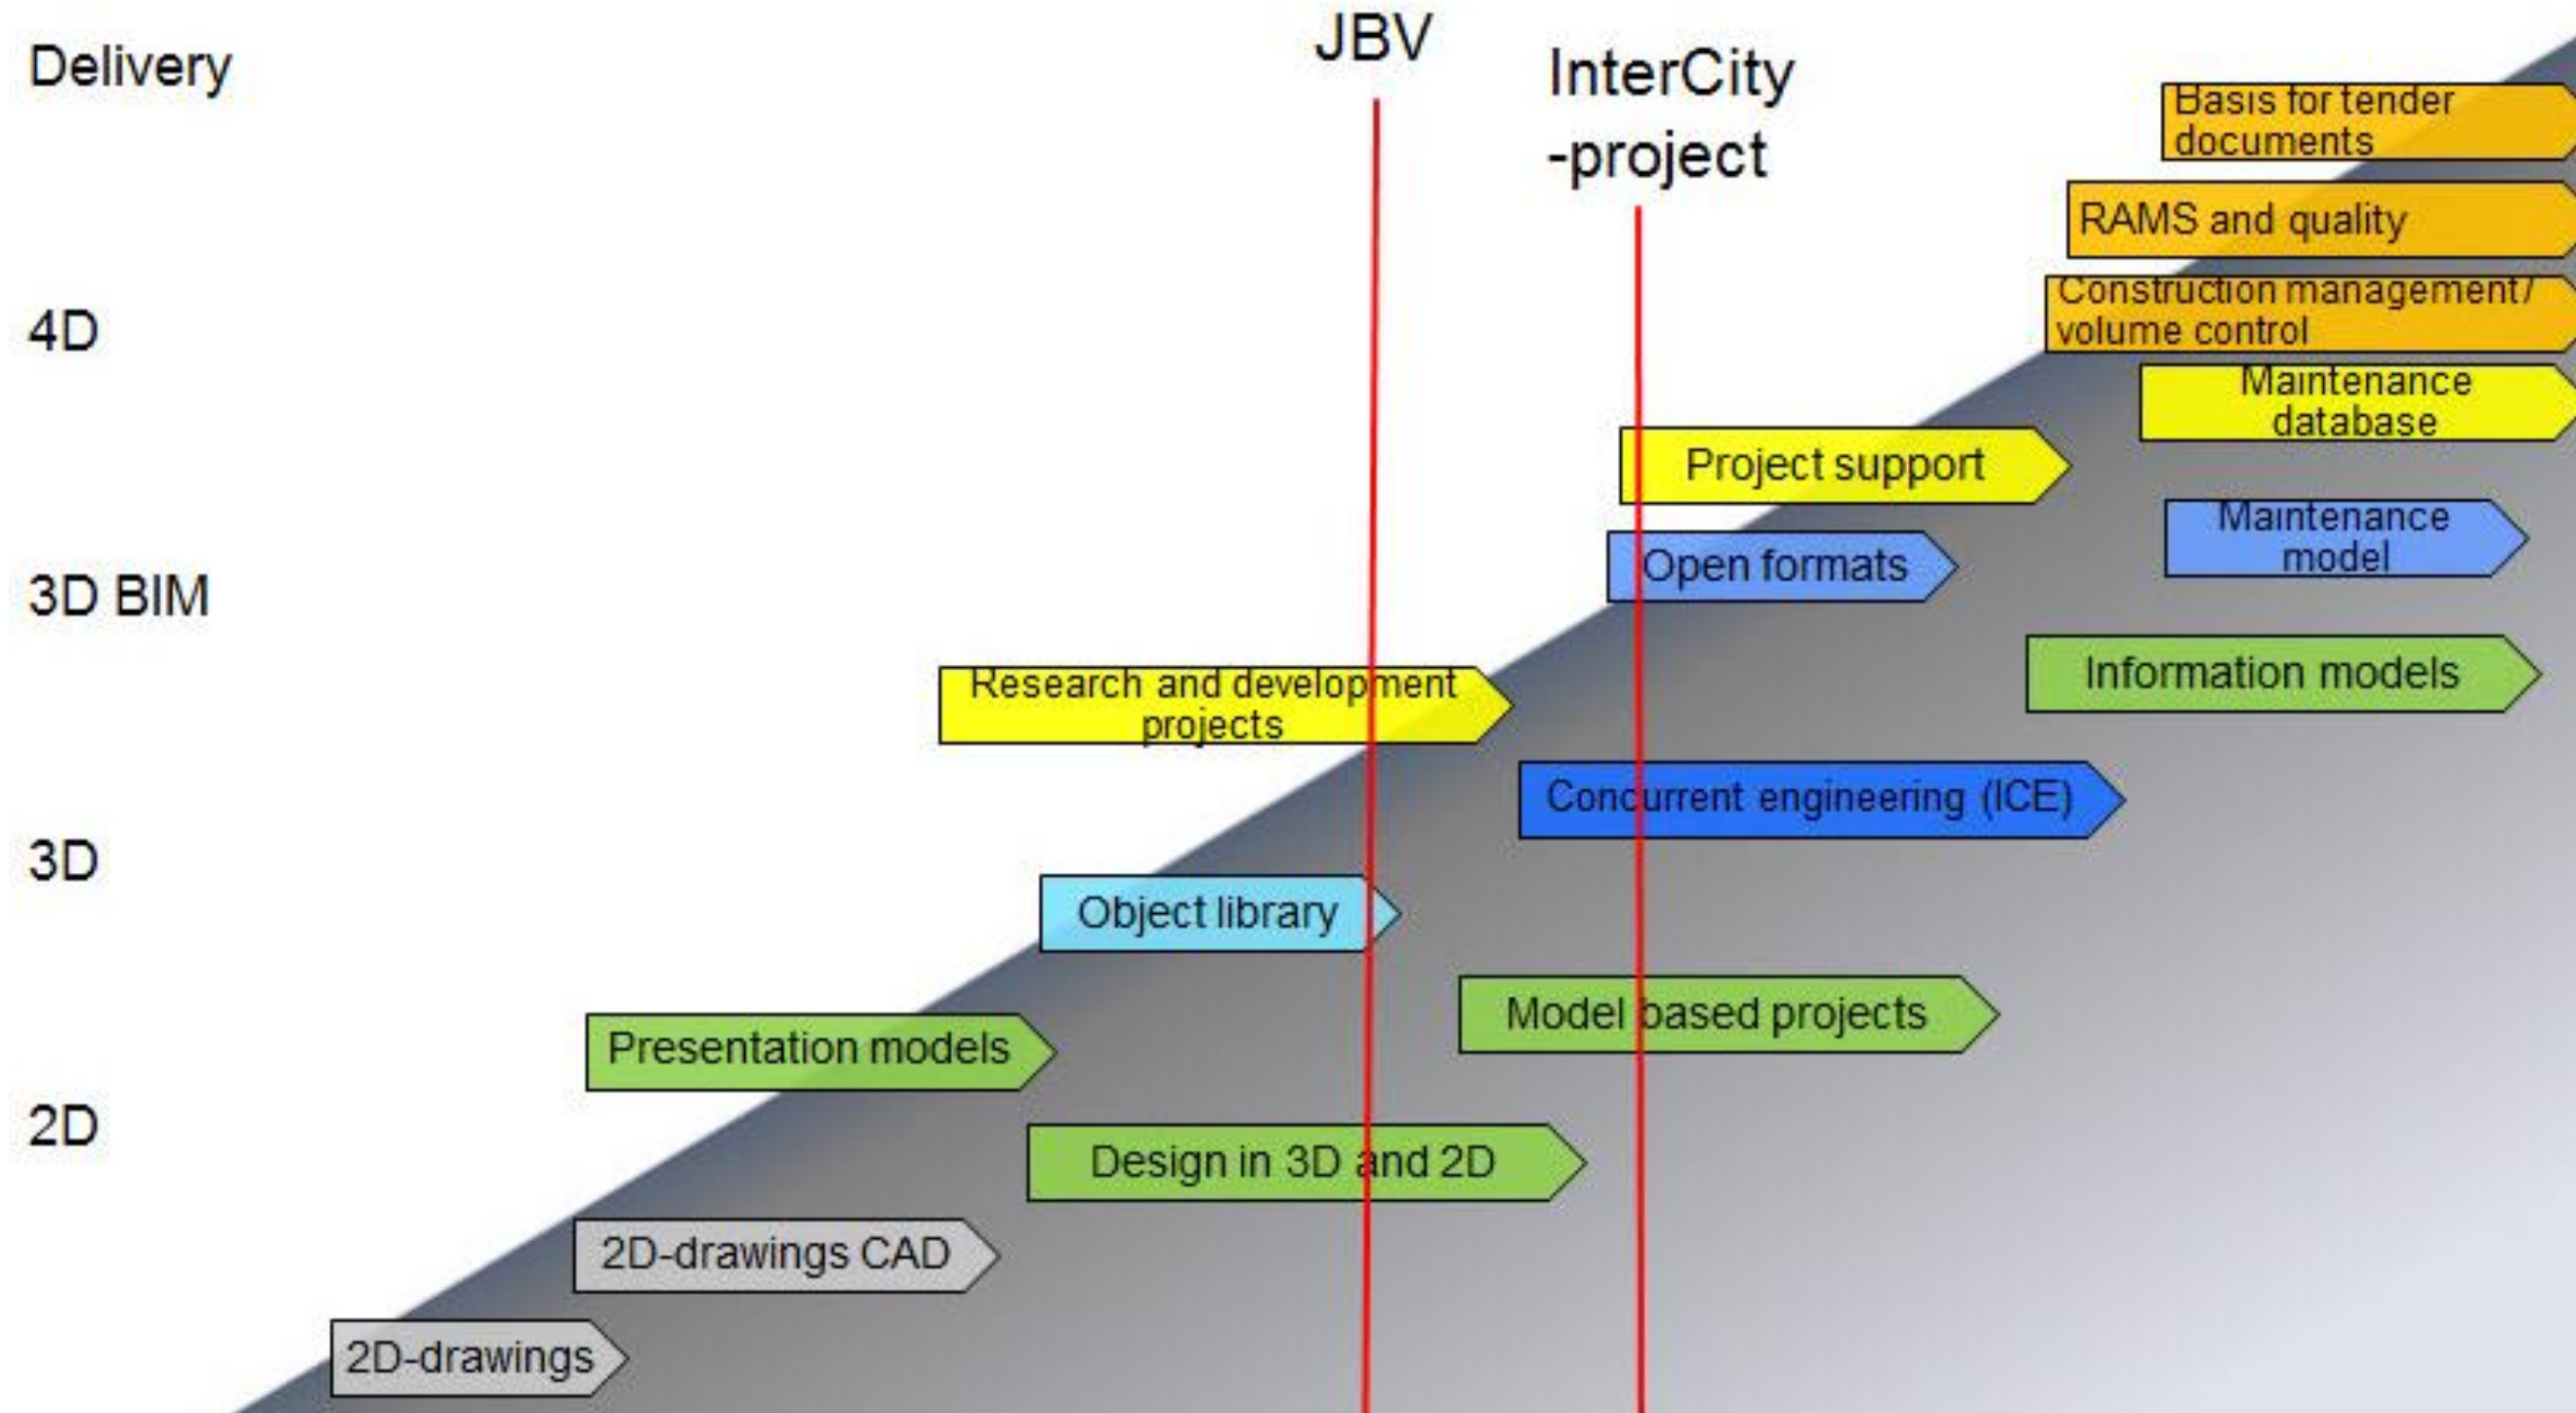 Delivery
JBV
InterCity
-project
Basis for tender
documents
RAMS and quality
4D
Construction management/
volume control
Maintenance
database
Project support
Maintenance
model
Open formats
3D BIM
Research and development
projects
Information models
Concurrent engineering (ICE)
3D
Object library
Model based projects
Presentation models
2D
Design in 3D and 2D
2D-drawings CAD
2D-drawings